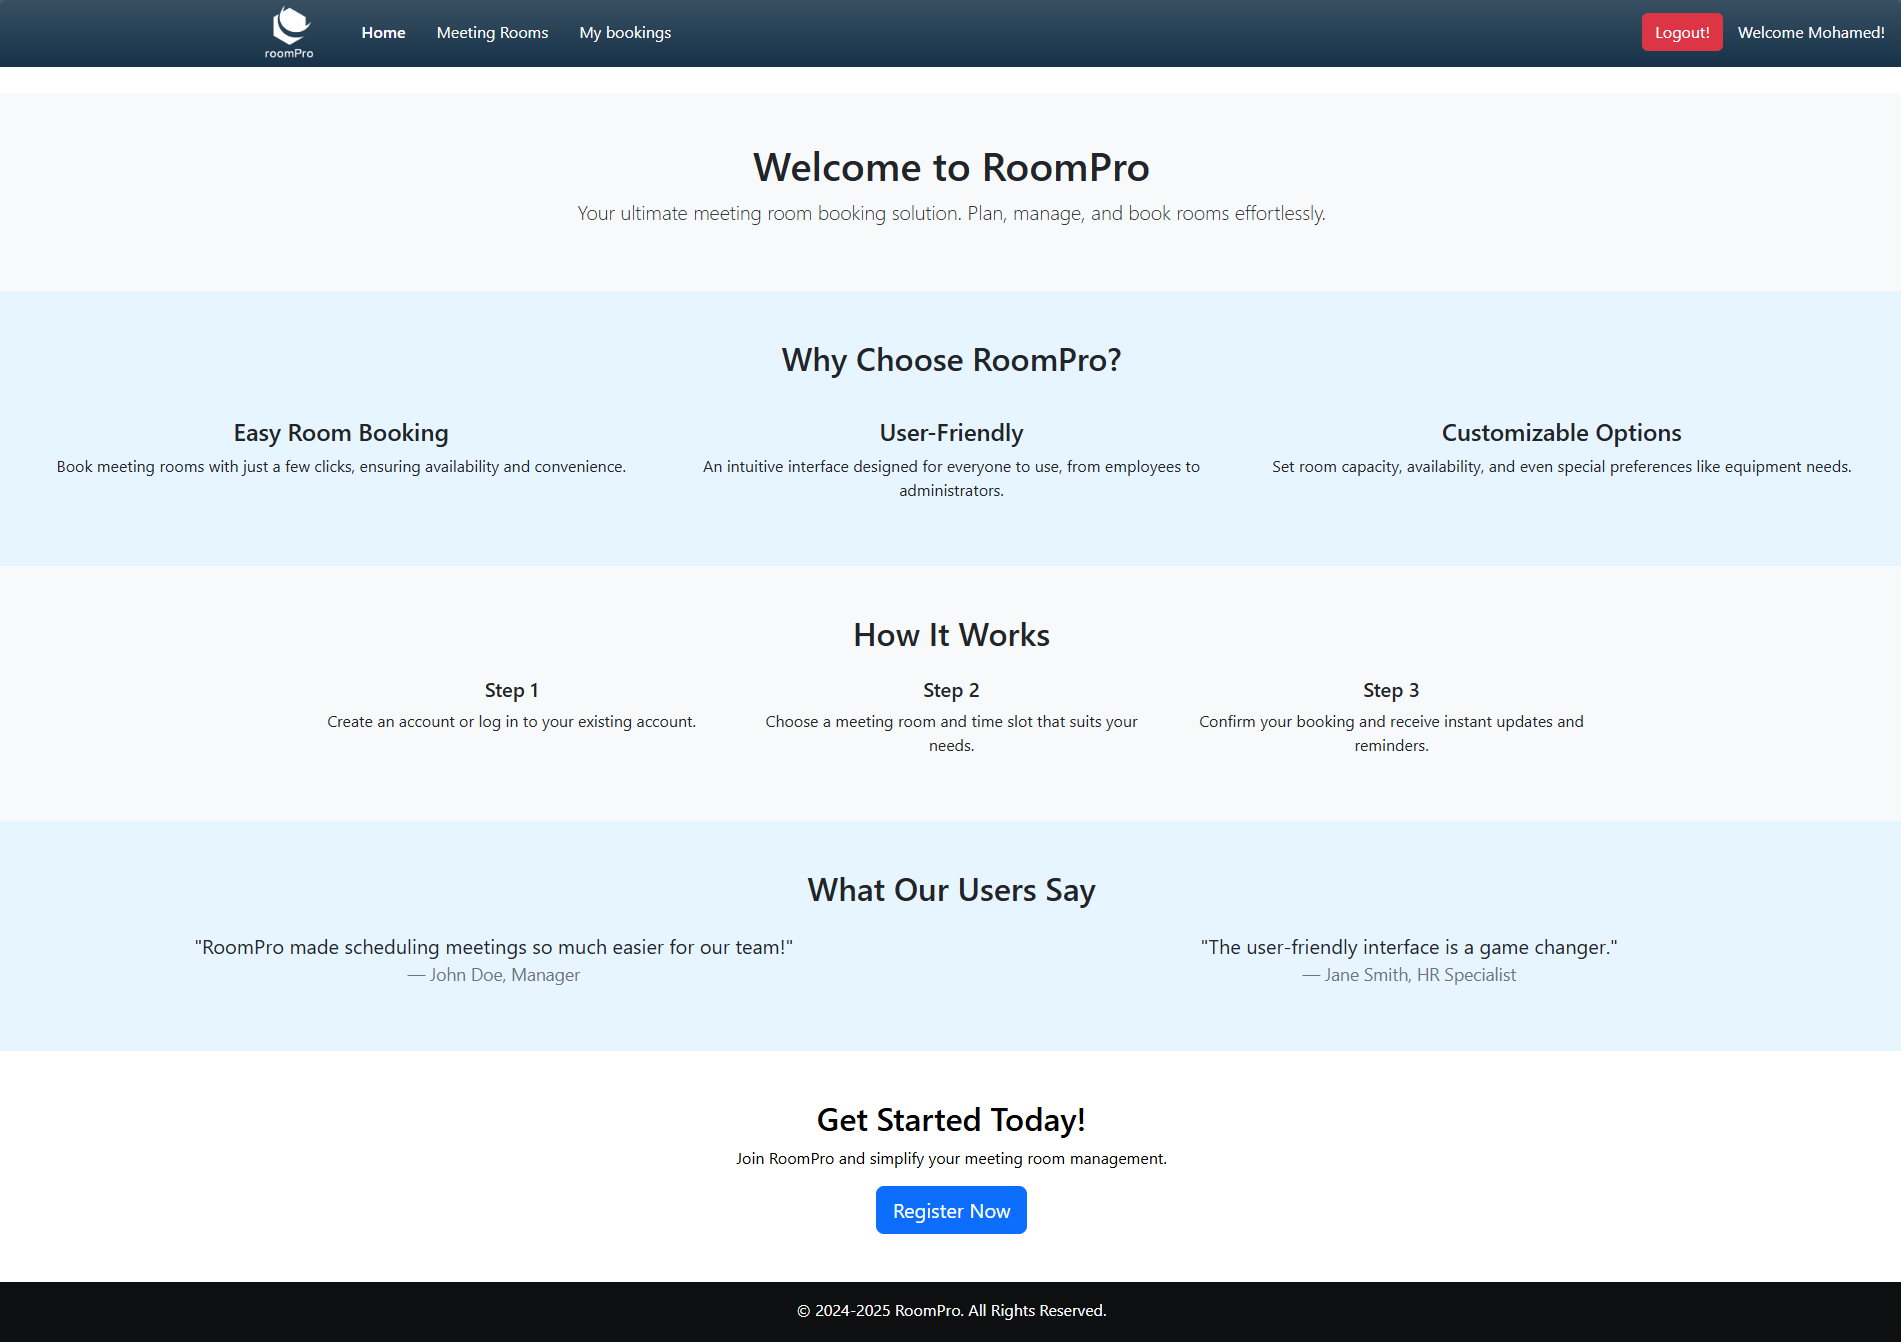 roomPro
Home Meeting Rooms My bookings Logout! Welcome Mohamed!
Welcome to RoomPro
Your ultimate meeting room booking solution. Plan, manage, and book rooms effortlessly.
Why Choose RoomPro?
Easy Room Booking
Book meeting rooms with just a few clicks, ensuring availability and convenience.
User-Friendly
An intuitive interface designed for everyone to use, from employees to
administrators.
Customizable Options
Set room capacity, availability, and even special preferences like equipment needs.
How It Works
Step 1
Create an account or log in to your existing account.
Step 2
Choose a meeting room and time slot that suits your
needs.
Step 3
Confirm your booking and receive instant updates and
reminders.
What Our Users Say
"RoomPro made scheduling meetings so much easier for our team!"
— John Doe, Manager
"The user-friendly interface is a game changer."
— Jane Smith, HR Specialist
Get Started Today!
Join RoomPro and simplify your meeting room management.
Register Now
© 2024-2025 RoomPro. All Rights Reserved.